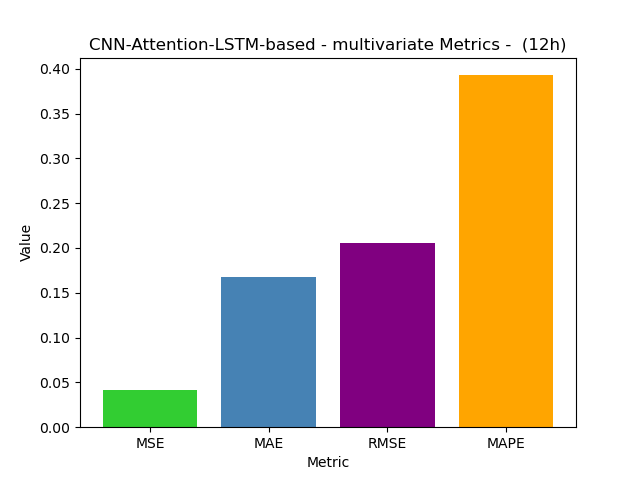 CNN-Attention-LSTM-based - multivariate Metrics -  (12h)
0.40
0.35
0.30
0.25
0.20
0.15
0.10
0.05
0.00
Value
MSE MAE RMSE MAPE
Metric